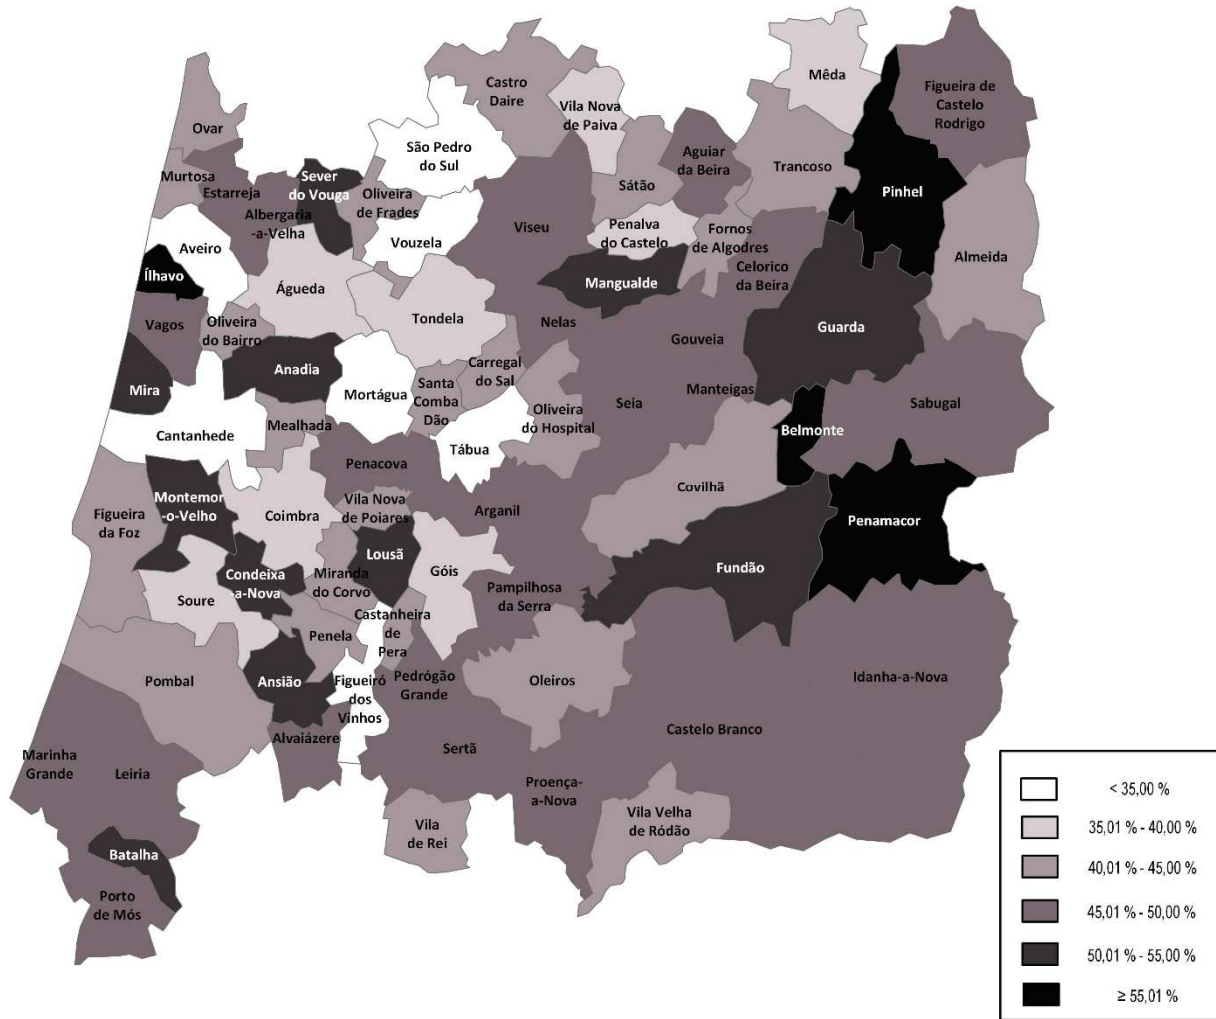 Mêda
Figueira de
Castelo
Rodrigo
Castro
Daire
Vila Nova
de Paiva
Ovar
São Pedro
do Sul
Aguiar
da Beira
Trancoso
Murtosa
Estarreja
Sever
do Vouga
Oliveira
de Frades
Sátão
Pinhel
Albergaria
-a-Velha
Viseu
Penalva
do Castelo
Fornos
de Algodres
Aveiro
Vouzela
Celorico
da Beira
Almeida
Ílhavo
Águeda
Mangualde
Vagos
Oliveira
do Bairro
Tondela
Nelas
Gouveia
Guarda
Mira
Anadia
Mortágua
Santa
Comba
Dão
Carregal
do Sal
Oliveira
do Hospital
Seia
Manteigas
Sabugal
Cantanhede
Mealhada
Tábua
Belmonte
Penacova
Covilhã
Montemor
-o-Velho
Figueira
da Foz
Coimbra
Vila Nova
de Poiares
Arganil
Penamacor
Lousã
Góis
Fundão
Condeixa
-a-Nova
Miranda
do Corvo
Soure
Pampilhosa
da Serra
Castanheira
de
Pera
Penela
Pombal
Ansião
Figueiró
dos
Vinhos
Pedrógão
Grande
Oleiros
Idanha-a-Nova
Alvaiázere
Castelo Branco
Marinha
Grande
Leiria
Sertã
Proença-
a-Nova
Vila
de Rei
Vila Velha
de Ródão
Batalha
Porto
de Mós
< 35,00 %
35,01 % - 40,00 %
40,01 % - 45,00 %
45,01 % - 50,00 %
50,01 % - 55,00 %
≥ 55,01 %